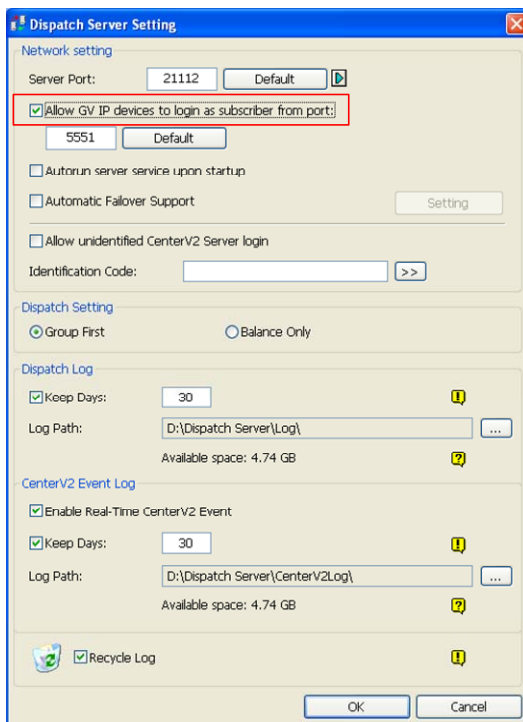 Dispatch Server Setting
Network setting
Server Port: 21112 Default
Allow GV IP devices to login as subscriber from port:
5551 Default
Autorun server service upon startup
Automatic Failover Support Setting
Allow unidentified CenterV2 Server login
Identification Code: >>
Dispatch Setting
Group First Balance Only
Dispatch Log
Keep Days: 30
Log Path: D:\Dispatch Server\Log\ ...
Available space: 4.74 GB
CenterV2 Event Log
Enable Real-Time CenterV2 Event
Keep Days: 30
Log Path: D:\Dispatch Server\CenterV2Log\ ...
Available space: 4.74 GB
Recycle Log
OK Cancel